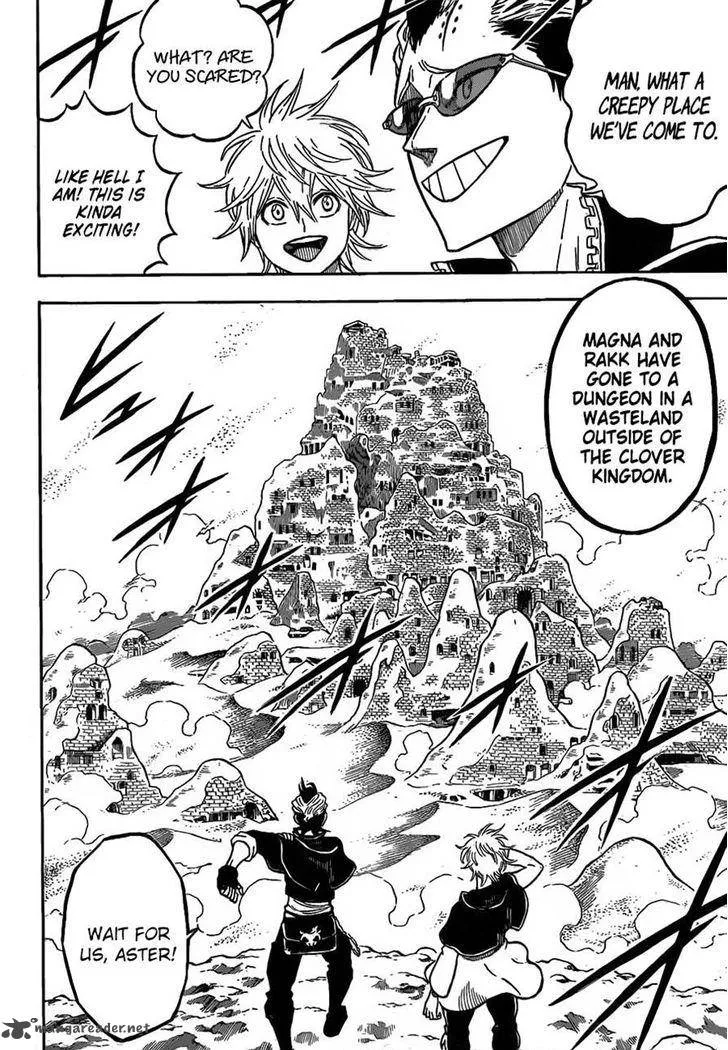 MAN, WHAT A
CREEPY PLACE
WE'VE COME TO.
WHAT? ARE
YOU SCARED?
LIKE HELL I
AM! THIS IS
KINDA
EXCITING!
MAGNA AND
RAKK HAVE
GONE TO A
DUNGEON IN A
WASTELAND
OUTSIDE OF
THE CLOVER
KINGDOM.
WAIT FOR
US, ASTER!
mangareader.net